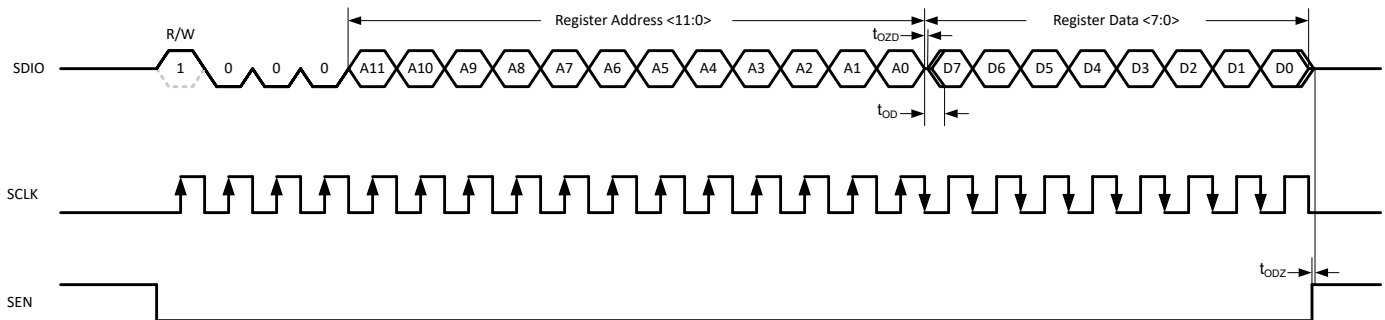 Register Address <11:0>
Register Data <7:0>
R/W
tOZD
SDIO
1 0 0 0 A11 A10 A9 A8 A7 A6 A5 A4 A3 A2 A1 A0 D7 D6 D5 D4 D3 D2 D1 D0
tOD
SCLK
tODZ
SEN